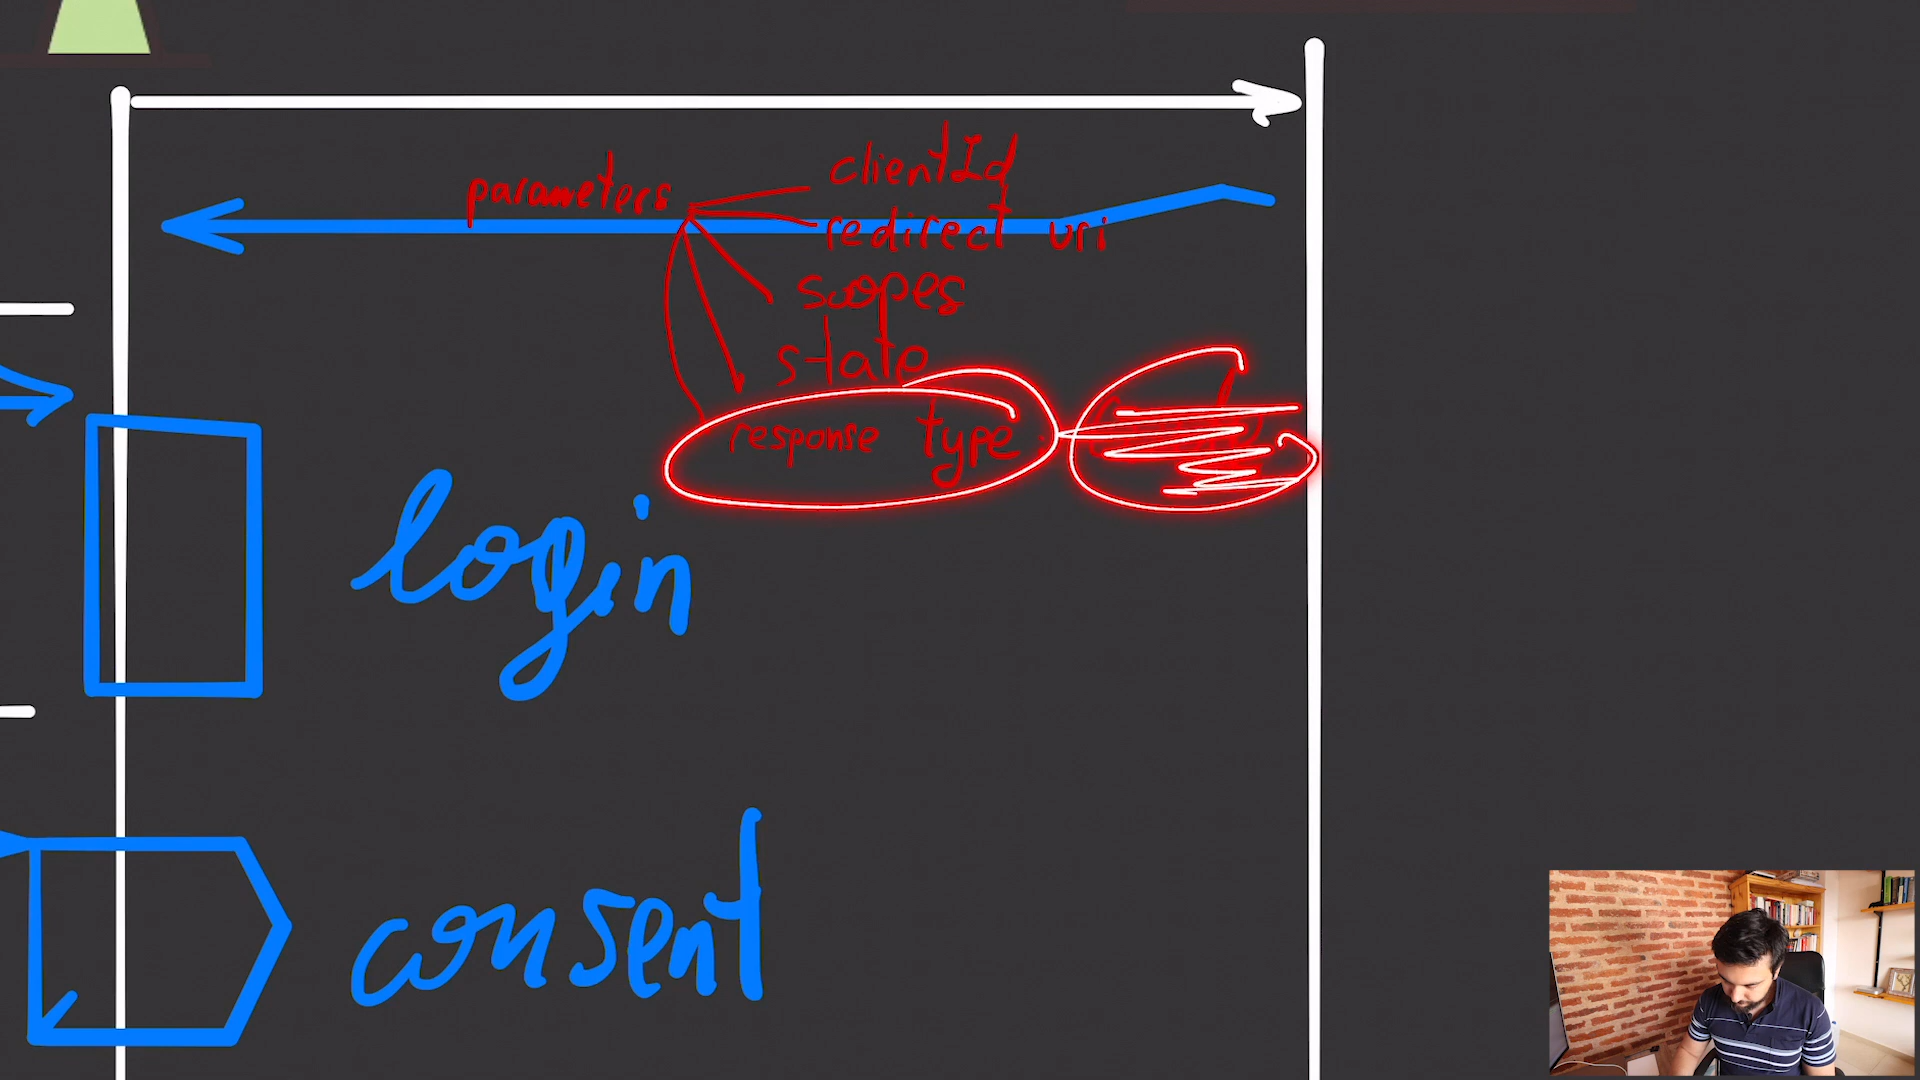 clientId
parameters
redirect uri
scopes
state
response type
login
consent